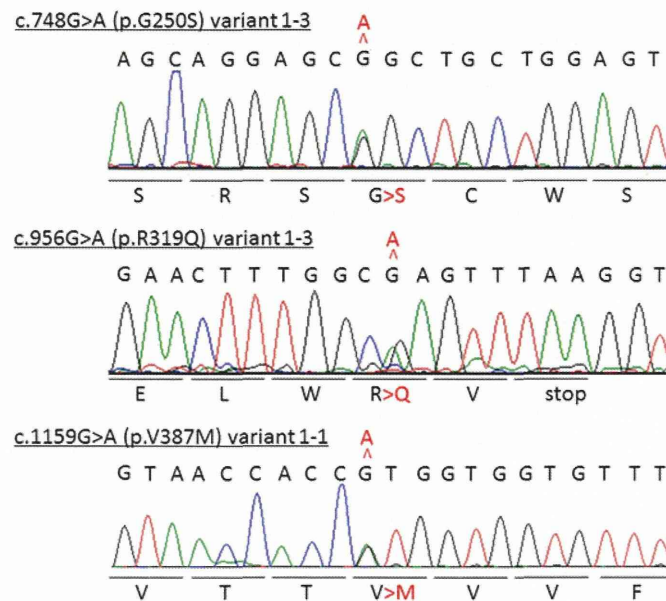 c.748G>A (p.G250S) variant 1-3
A
^
A G C A G G A G C G G C T G C T G G A G T
S R S G>S C W S
c.956G>A (p.R319Q) variant 1-3
A
^
G A A C T T T G G C G A G T T T A A G G T
E L W R>Q V stop
c.1159G>A (p.V387M) variant 1-1
A
^
G T A A C C A C C G T G G T G G T G T T T
V T T V>M V V F